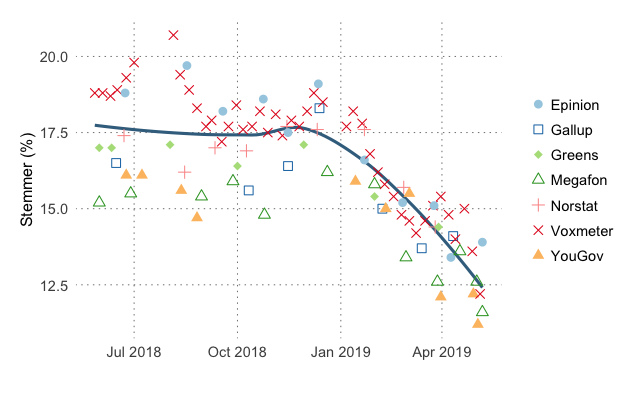 Stemmer (%)
20.0
17.5
15.0
12.5
Jul 2018
Oct 2018
Jan 2019
Apr 2019
Epinion
Gallup
Greens
Megafon
Norstat
Voxmeter
YouGov